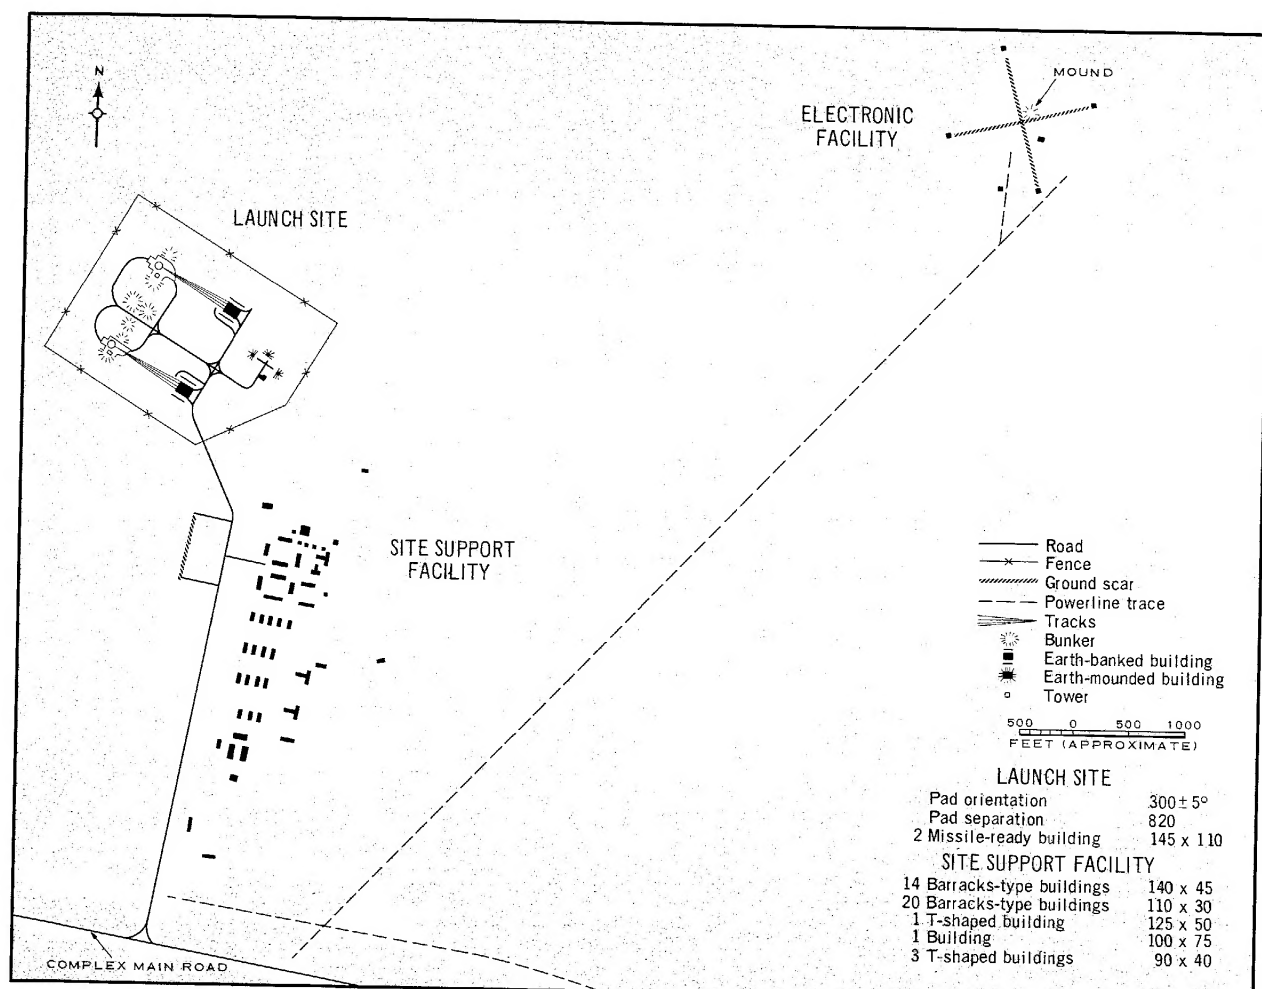 N
MOUND
ELECTRONIC
FACILITY
LAUNCH SITE
SITE SUPPORT
FACILITY
Road
Fence
Ground scar
Powerline trace
Tracks
Bunker
Earth-banked building
Earth-mounded building
Tower
500 0 500 1000
FEET (APPROXIMATE)
LAUNCH SITE
Pad orientation 300 ± 5°
Pad separation 820
2 Missile-ready building 145 x 110
SITE SUPPORT FACILITY
14 Barracks-type buildings 140 x 45
20 Barracks-type buildings 110 x 30
1 T-shaped building 125 x 50
1 Building 100 x 75
3 T-shaped buildings 90 x 40
COMPLEX MAIN ROAD